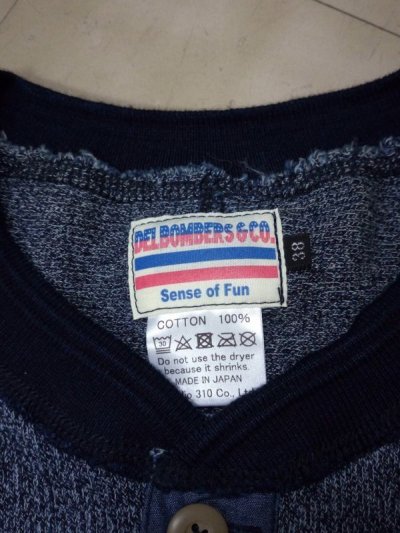 DELBOMBERS&CO.
Sense of Fun
38
COTTON 100%
30
Do not use the dryer
because it shrinks.
MADE IN JAPAN
310 Co., Lt